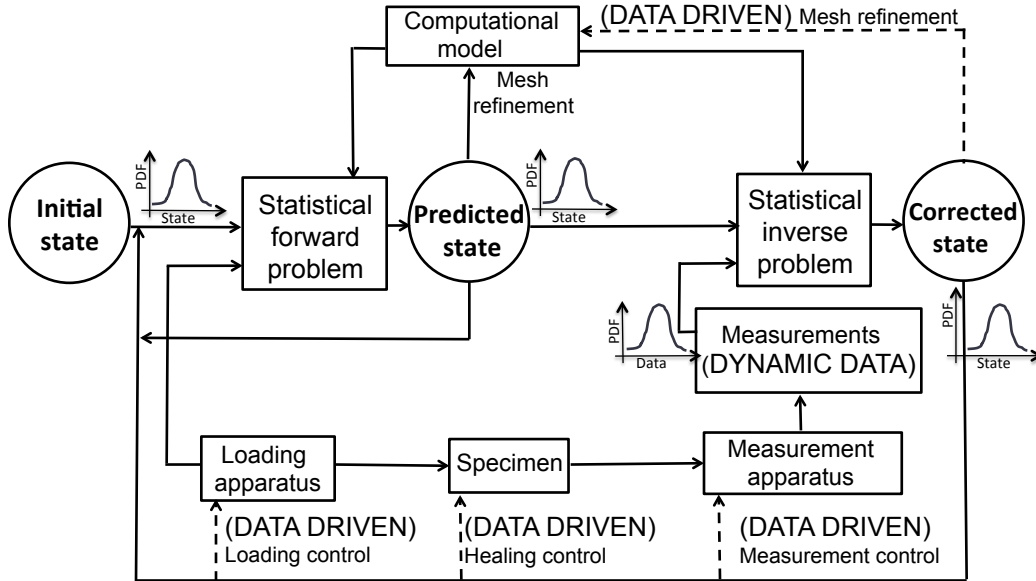 Computational
model
(DATA DRIVEN) Mesh refinement
Mesh
refinement
PDF
State
PDF
State
Initial
state
Statistical
forward
problem
Predicted
state
Statistical
inverse
problem
Corrected
state
PDF
Data
Measurements
(DYNAMIC DATA)
PDF
State
Loading
apparatus
Specimen
Measurement
apparatus
(DATA DRIVEN)
Loading control
(DATA DRIVEN)
Healing control
(DATA DRIVEN)
Measurement control